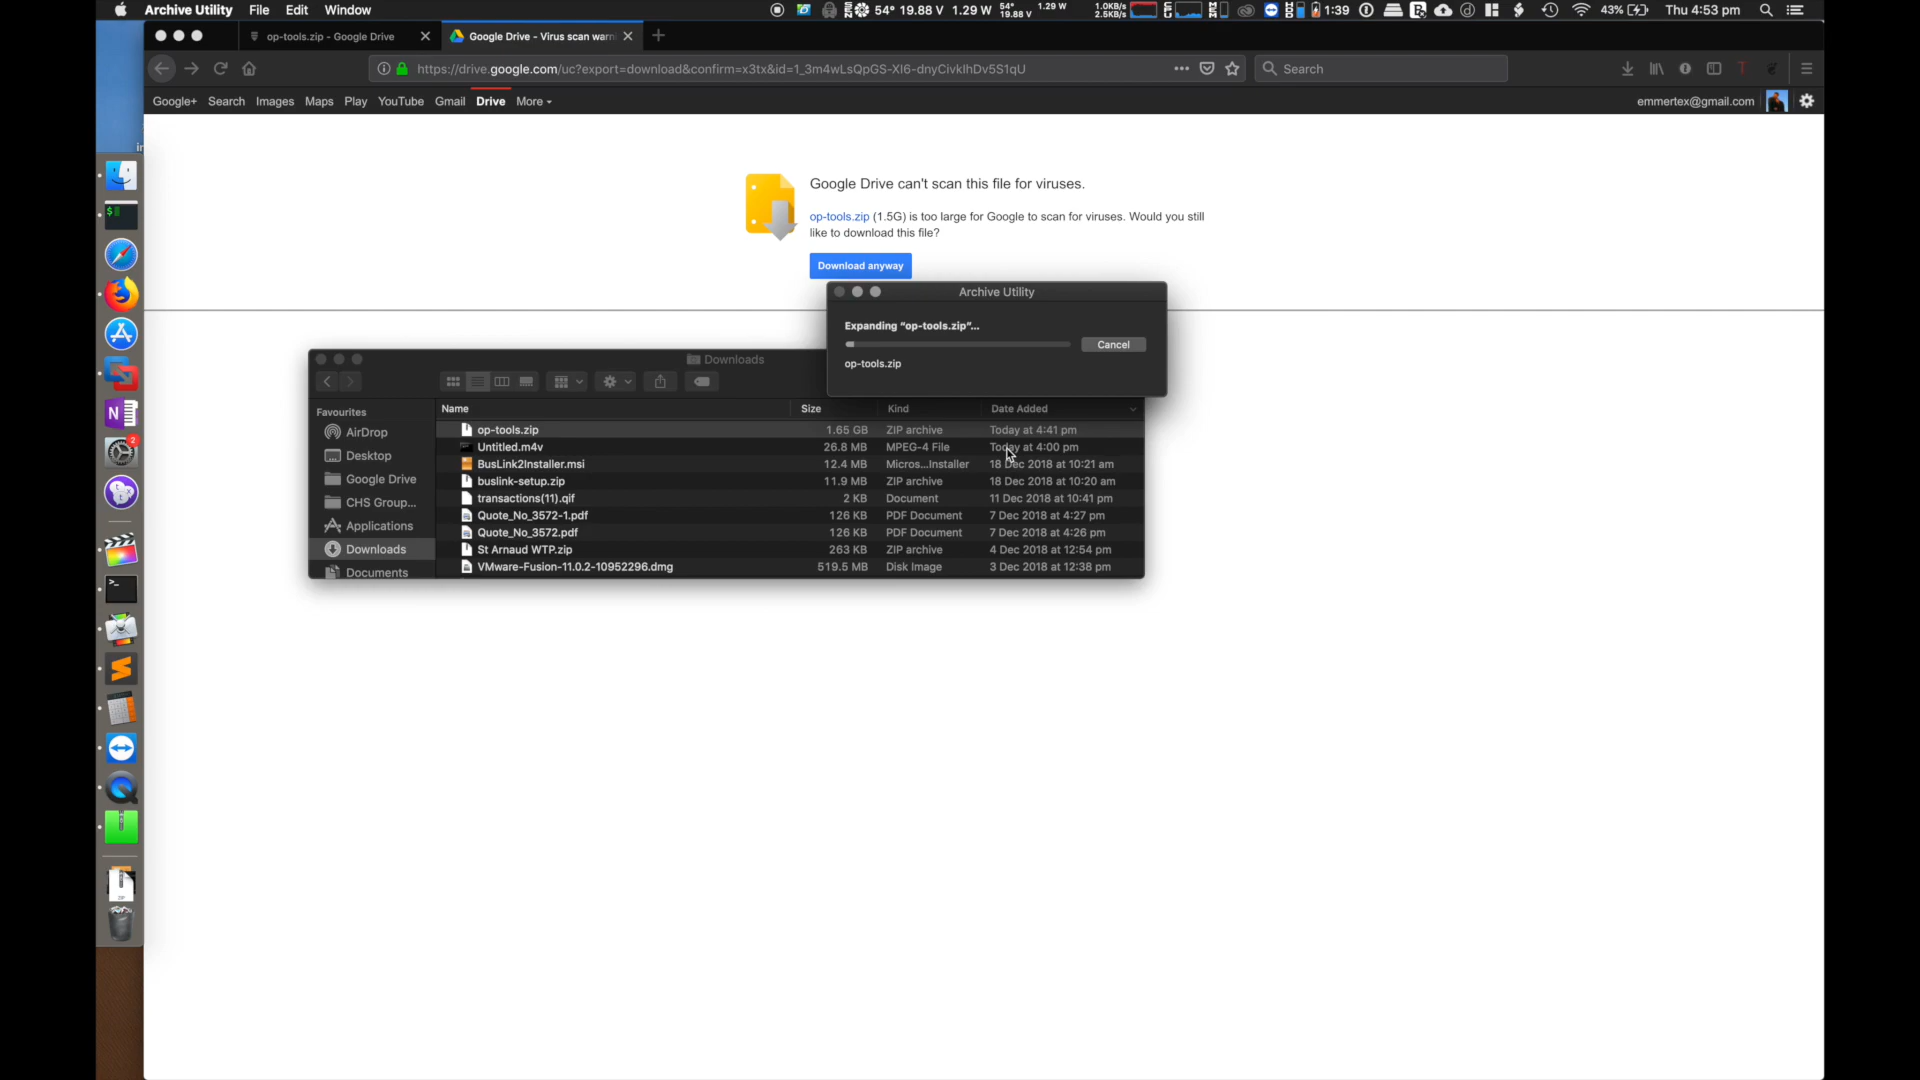 Archive Utility File Edit Window
54° 19.88 V 1.29 W 54° 19.88 V 1.29 W 1.0KB/s 2.5KB/s 1:39 43% Thu 4:53 pm
op-tools.zip - Google Drive
Google Drive - Virus scan warn
https://drive.google.com/uc?export=download&confirm=x3tx&id=1_3m4wLsQpGS-XI6-dnyCivkIhDv5S1qU
Search
Google+ Search Images Maps Play YouTube Gmail Drive More
emmertex@gmail.com
Google Drive can't scan this file for viruses.
op-tools.zip (1.5G) is too large for Google to scan for viruses. Would you still
like to download this file?
Download anyway
Archive Utility
Expanding “op-tools.zip”...
Cancel
op-tools.zip
Downloads
Favourites
AirDrop
Desktop
Google Drive
CHS Group...
Applications
Downloads
Documents
Name Size Kind Date Added
op-tools.zip 1.65 GB ZIP archive Today at 4:41 pm
Untitled.m4v 26.8 MB MPEG-4 File Today at 4:00 pm
BusLink2Installer.msi 12.4 MB Micros...Installer 18 Dec 2018 at 10:21 am
buslink-setup.zip 11.9 MB ZIP archive 18 Dec 2018 at 10:20 am
transactions(11).qif 2 KB Document 11 Dec 2018 at 10:41 pm
Quote_No_3572-1.pdf 126 KB PDF Document 7 Dec 2018 at 4:27 pm
Quote_No_3572.pdf 126 KB PDF Document 7 Dec 2018 at 4:26 pm
St Arnaud WTP.zip 263 KB ZIP archive 4 Dec 2018 at 12:54 pm
VMware-Fusion-11.0.2-10952296.dmg 519.5 MB Disk Image 3 Dec 2018 at 12:38 pm
2